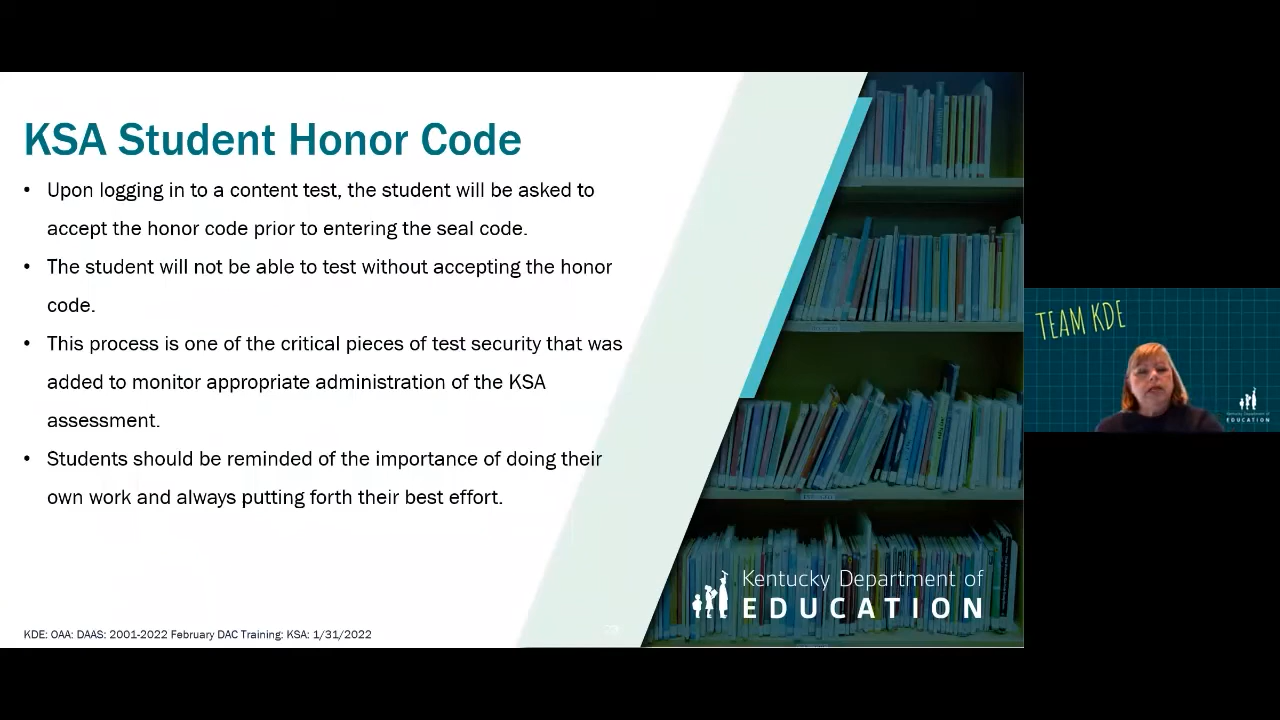 KSA Student Honor Code
• Upon logging in to a content test, the student will be asked to
accept the honor code prior to entering the seal code.
• The student will not be able to test without accepting the honor
code.
• This process is one of the critical pieces of test security that was
added to monitor appropriate administration of the KSA
assessment.
• Students should be reminded of the importance of doing their
own work and always putting forth their best effort.
KDE: OAA: DAAS: 2001-2022 February DAC Training: KSA: 1/31/2022
Kentucky Department of
EDUCATION
TEAM KDE
Kentucky Department of
EDUCATION